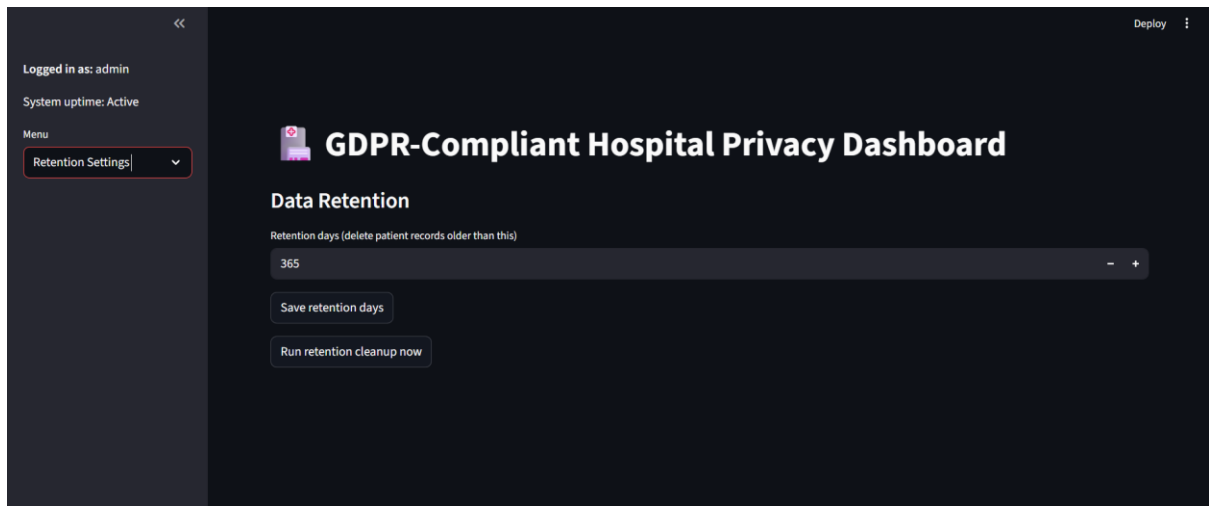 Deploy
Logged in as: admin
System uptime: Active
Menu
Retention Settings
GDPR-Compliant Hospital Privacy Dashboard
Data Retention
Retention days (delete patient records older than this)
365
Save retention days
Run retention cleanup now